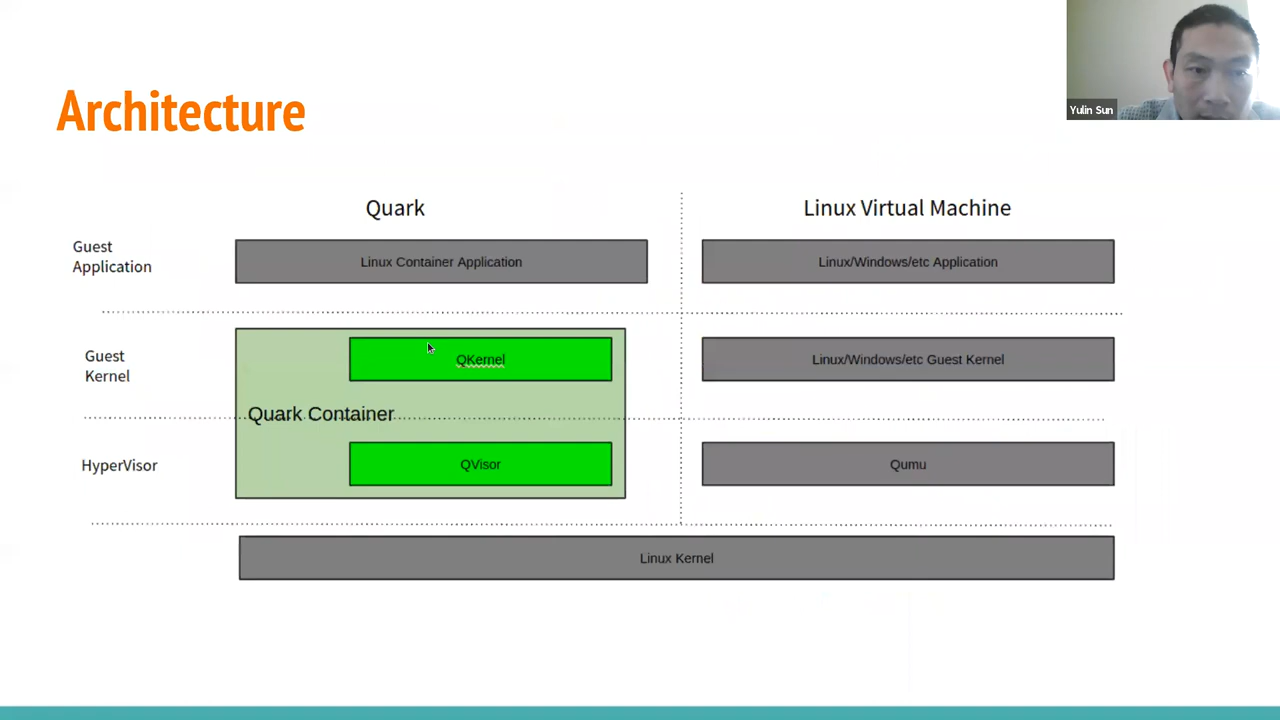 Yulin Sun
Architecture
Quark
Linux Virtual Machine
Guest
Application
Linux Container Application
Linux/Windows/etc Application
Guest
Kernel
QKernel
Linux/Windows/etc Guest Kernel
Quark Container
HyperVisor
QVisor
Qumu
Linux Kernel